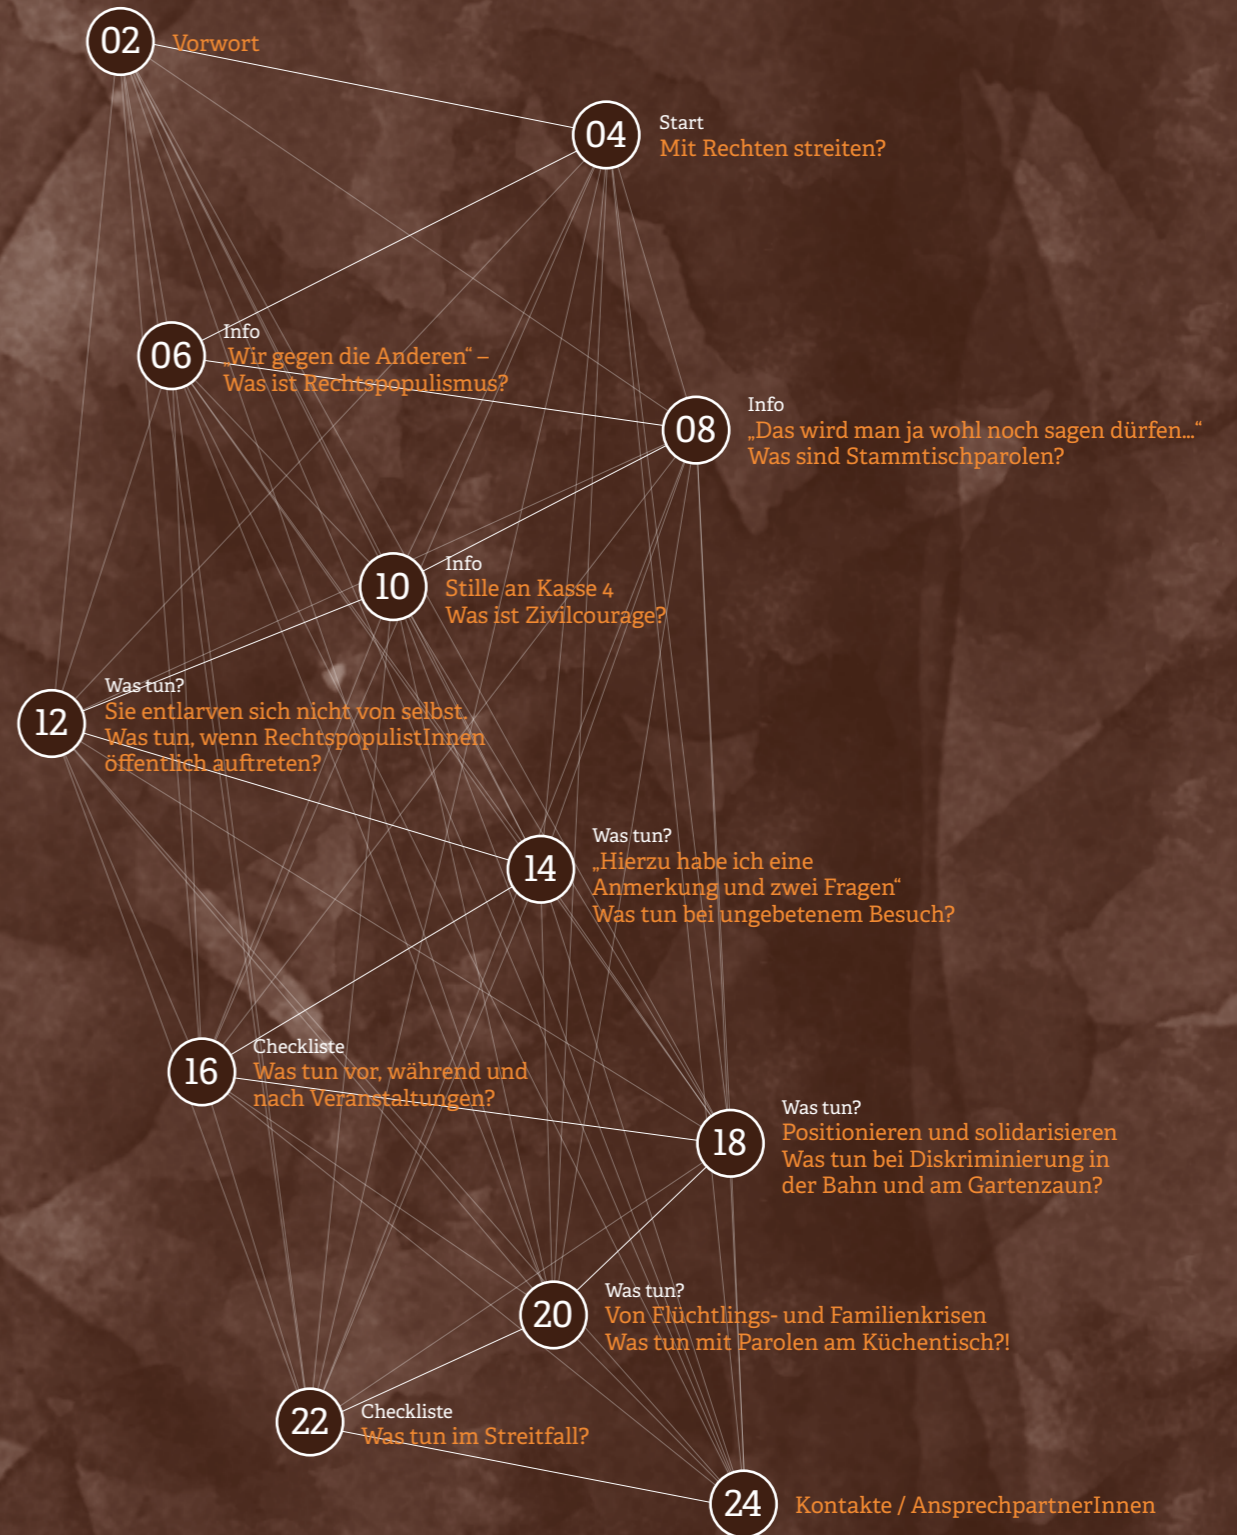 02
Vorwort
04
Start
Mit Rechten streiten?
06
Info
„Wir gegen die Anderen“ –
Was ist Rechtspopulismus?
08
Info
„Das wird man ja wohl noch sagen dürfen...“
Was sind Stammtischparolen?
10
Info
Stille an Kasse 4
Was ist Zivilcourage?
12
Was tun?
Sie entlarven sich nicht von selbst.
Was tun, wenn RechtspopulistInnen
öffentlich auftreten?
14
Was tun?
„Hierzu habe ich eine
Anmerkung und zwei Fragen“
Was tun bei ungebetenem Besuch?
16
Checkliste
Was tun vor, während und
nach Veranstaltungen?
18
Was tun?
Positionieren und solidarisieren
Was tun bei Diskriminierung in
der Bahn und am Gartenzaun?
20
Was tun?
Von Flüchtlings- und Familienkrisen
Was tun mit Parolen am Küchentisch?!
22
Checkliste
Was tun im Streitfall?
24
Kontakte / AnsprechpartnerInnen